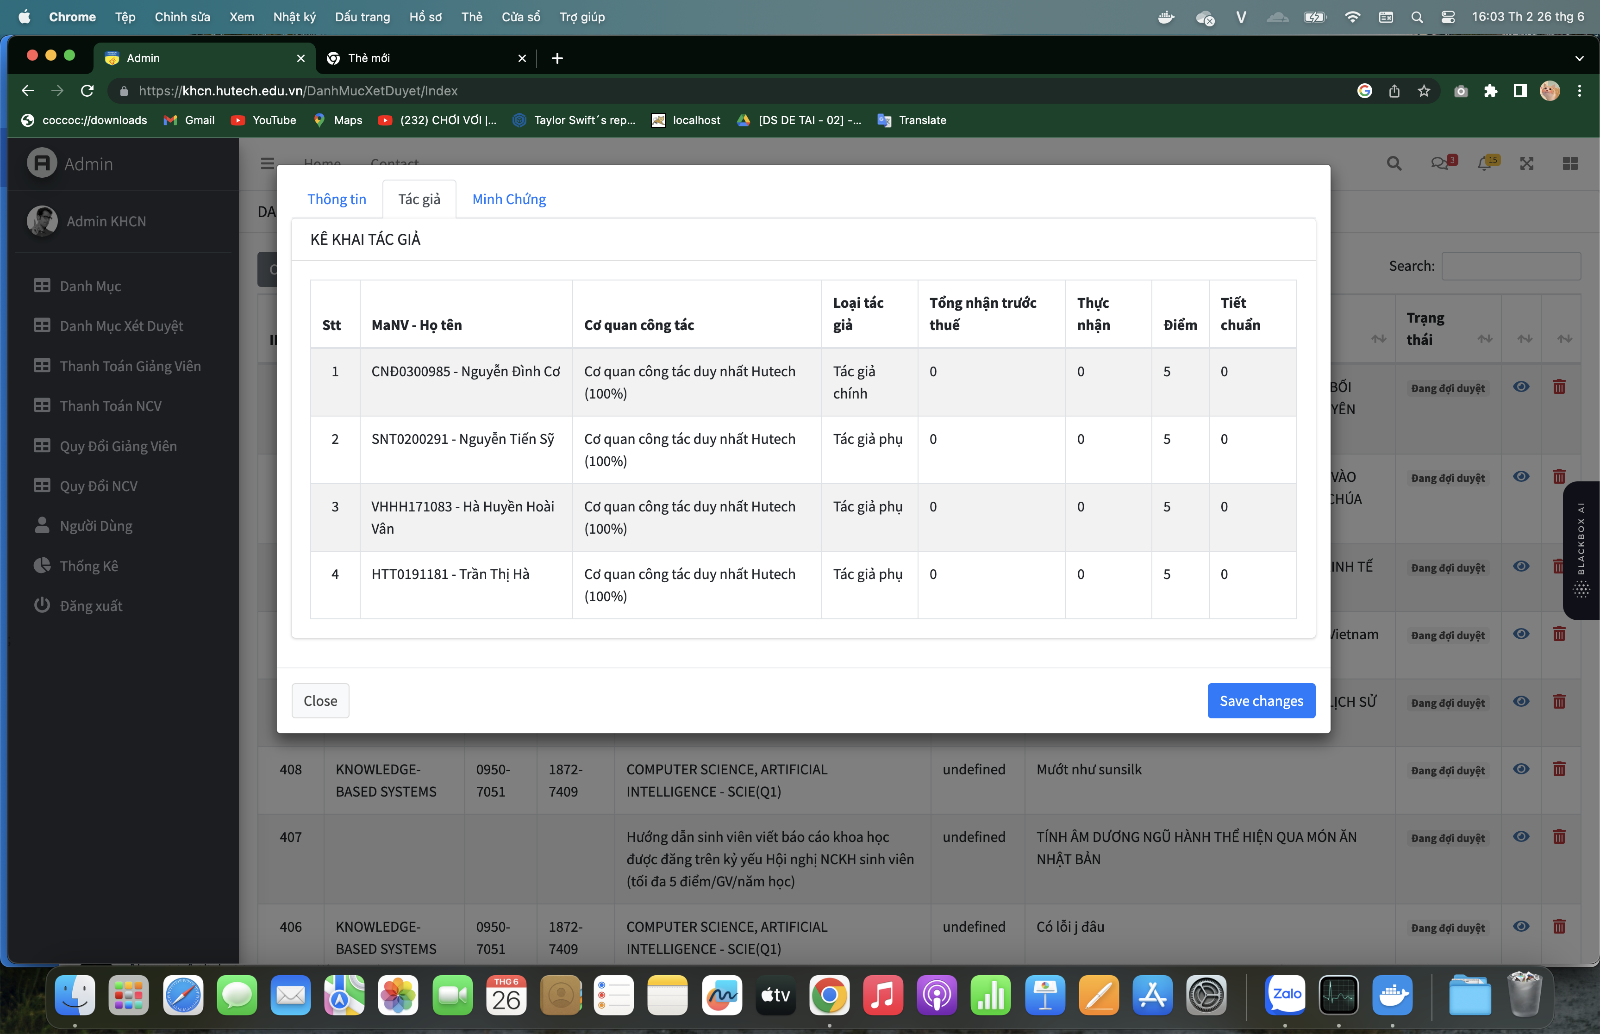 Chrome Tệp Chỉnh sửa Xem Nhật ký Dấu trang Hồ sơ Thẻ Cửa sổ Trợ giúp 16:03 Th 2 26 thg 6
Admin Thẻ mới
https://khcn.hutech.edu.vn/DanhMucXetDuyet/Index
coccoc://downloads Gmail YouTube Maps (232) CHƠI VƠI |... Taylor Swift´s rep... localhost [DS DE TAI - 02] -... Translate
Admin
Home Contact
3 15
Admin KHCN
Danh Mục
Danh Mục Xét Duyệt
Thanh Toán Giảng Viên
Thanh Toán NCV
Quy Đổi Giảng Viên
Quy Đổi NCV
Người Dùng
Thống Kê
Đăng xuất
DA
Search:
Trạng
thái
Thông tin Tác giả Minh Chứng
KÊ KHAI TÁC GIẢ
Stt MaNV - Họ tên Cơ quan công tác Loại tác giả Tổng nhận trước thuế Thực nhận Điểm Tiết chuẩn
1 CNĐ0300985 - Nguyễn Đình Cơ Cơ quan công tác duy nhất Hutech (100%) Tác giả chính 0 0 5 0
2 SNT0200291 - Nguyễn Tiến Sỹ Cơ quan công tác duy nhất Hutech (100%) Tác giả phụ 0 0 5 0
3 VHHH171083 - Hà Huyền Hoài Vân Cơ quan công tác duy nhất Hutech (100%) Tác giả phụ 0 0 5 0
4 HTT0191181 - Trần Thị Hà Cơ quan công tác duy nhất Hutech (100%) Tác giả phụ 0 0 5 0
Close Save changes
BỒI
YÊN
Đang đợi duyệt
VÀO
CHÚA
Đang đợi duyệt
INH TẾ
Đang đợi duyệt
Vietnam
Đang đợi duyệt
LỊCH SỬ
Đang đợi duyệt
BLACKBOX AI
408 KNOWLEDGE-BASED SYSTEMS 0950-7051 1872-7409 COMPUTER SCIENCE, ARTIFICIAL INTELLIGENCE - SCIE(Q1) undefined Mướt như sunsilk Đang đợi duyệt
407 Hướng dẫn sinh viên viết báo cáo khoa học được đăng trên kỷ yếu Hội nghị NCKH sinh viên (tối đa 5 điểm/GV/năm học) undefined TÍNH ÂM DƯƠNG NGŨ HÀNH THỂ HIỆN QUA MÓN ĂN NHẬT BẢN Đang đợi duyệt
406 KNOWLEDGE-BASED SYSTEMS 0950-7051 1872-7409 COMPUTER SCIENCE, ARTIFICIAL INTELLIGENCE - SCIE(Q1) undefined Có lỗi j đâu Đang đợi duyệt
THG 6
26
tv
Zalo